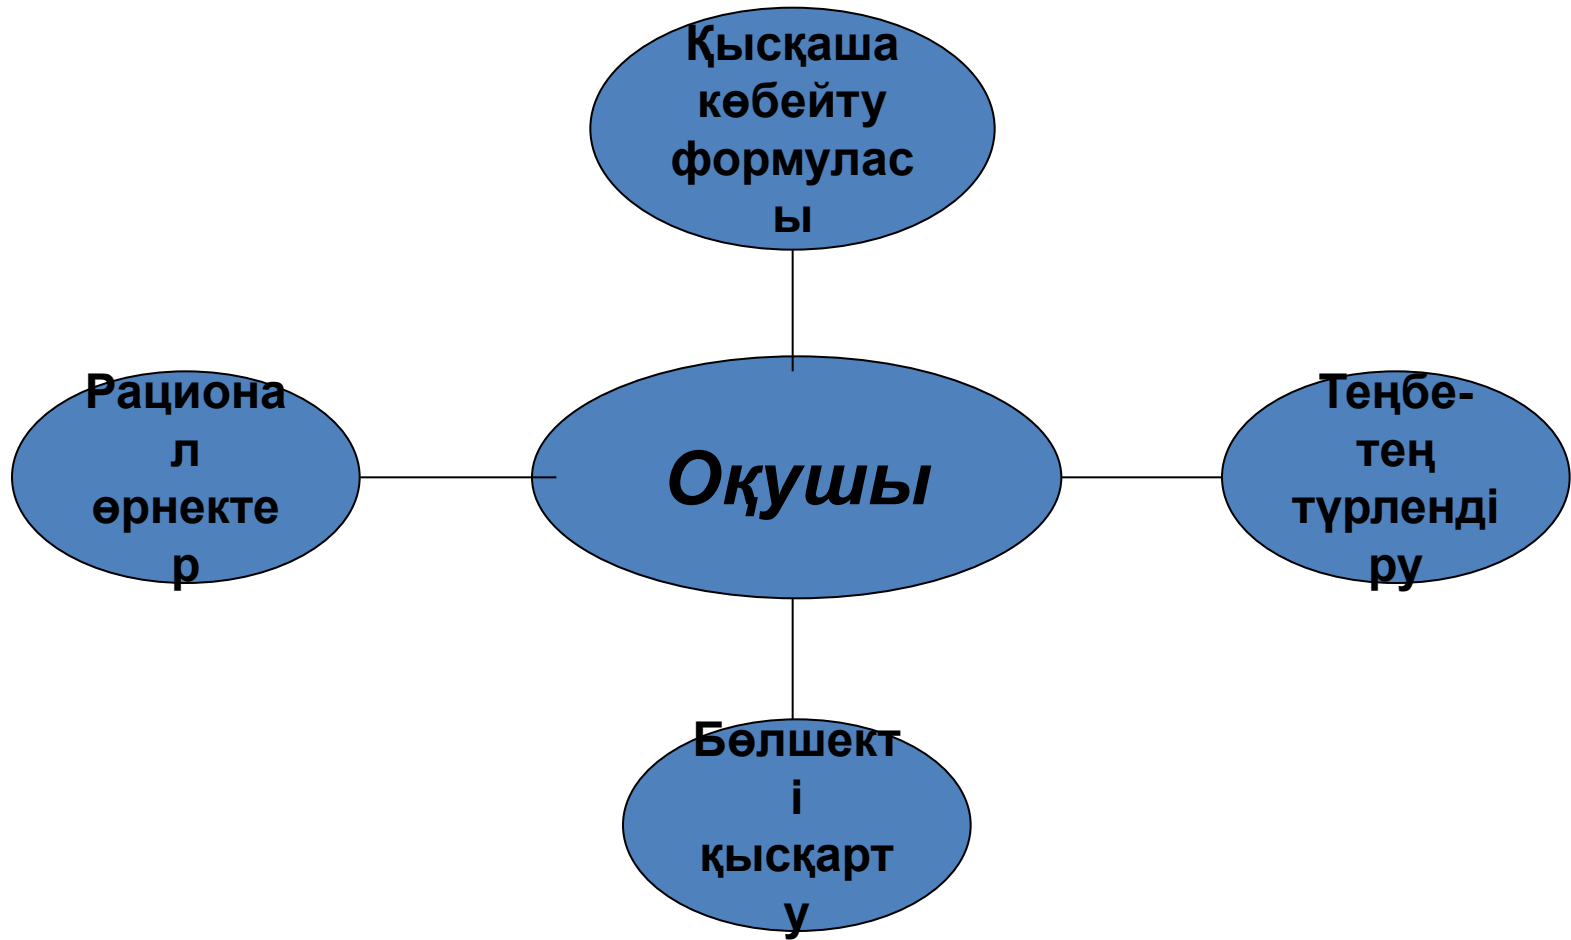 Қысқаша
көбейту
формулас
ы
Рациона
л
өрнекте
р
Оқушы
Теңбе-
тең
түрленді
ру
Бөлшект
і
қысқарт
у